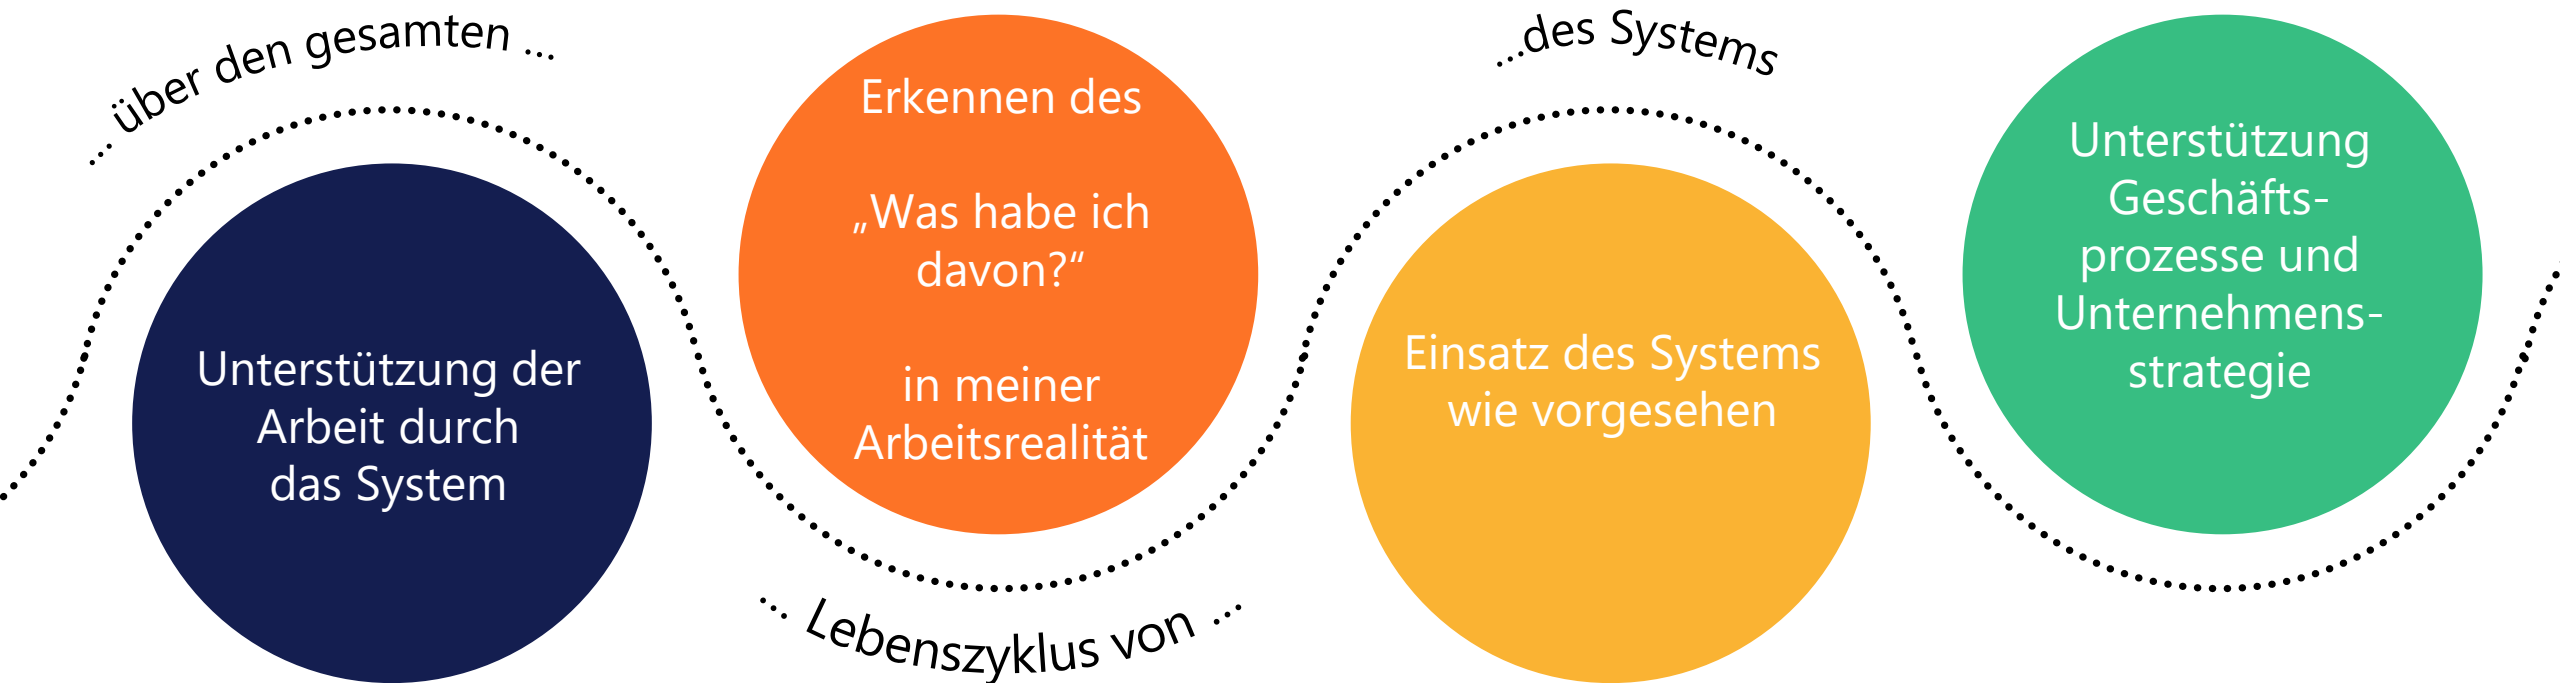 ... über den gesamten ...
Unterstützung der
Arbeit durch
das System
Erkennen des
„Was habe ich
davon?“
in meiner
Arbeitsrealität
... Lebenszyklus von ...
...des Systems
Einsatz des Systems
wie vorgesehen
Unterstützung
Geschäfts-
prozesse und
Unternehmens-
strategie